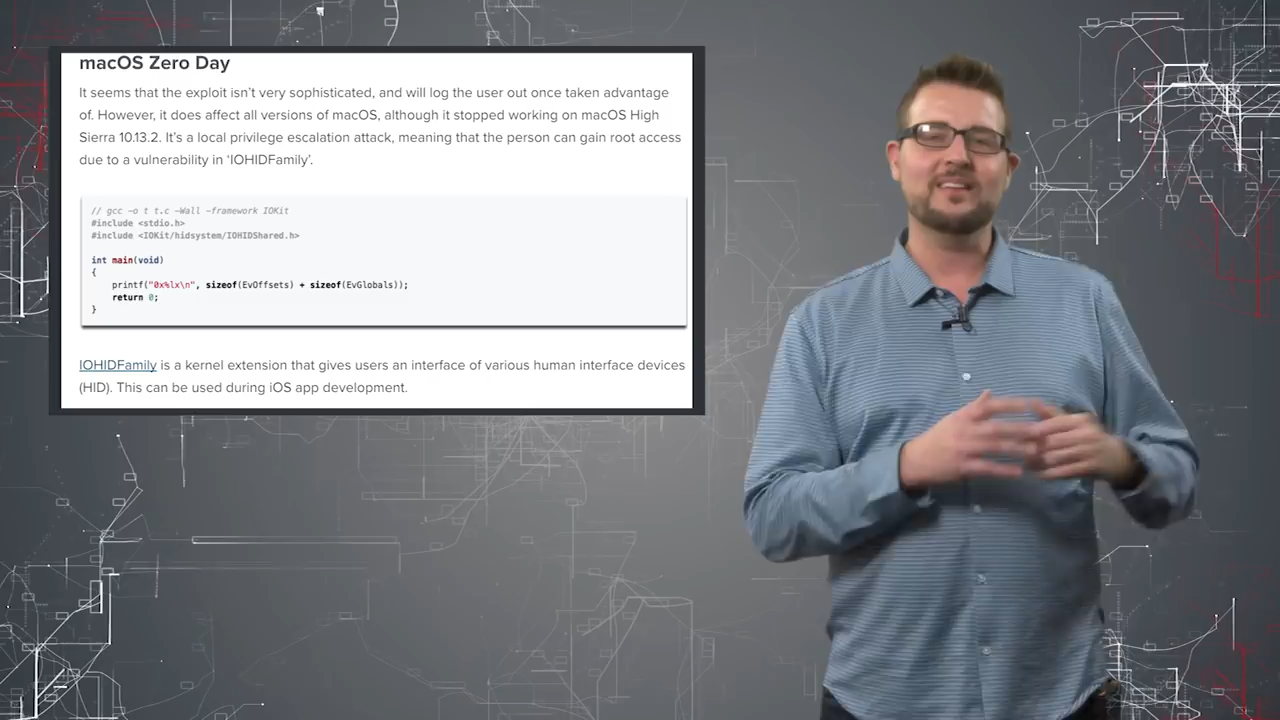 macOS Zero Day
It seems that the exploit isn't very sophisticated, and will log the user out once taken advantage
of. However, it does affect all versions of macOS, although it stopped working on macOS High
Sierra 10.13.2. It's a local privilege escalation attack, meaning that the person can gain root access
due to a vulnerability in ‘IOHIDFamily’.
// gcc -o t t.c -Wall -framework IOKit
#include <stdio.h>
#include <IOKit/hidsystem/IOHIDShared.h>
int main(void)
{
printf("0x%lx\n", sizeof(EvOffsets) + sizeof(EvGlobals));
return 0;
}
IOHIDFamily is a kernel extension that gives users an interface of various human interface devices
(HID). This can be used during iOS app development.